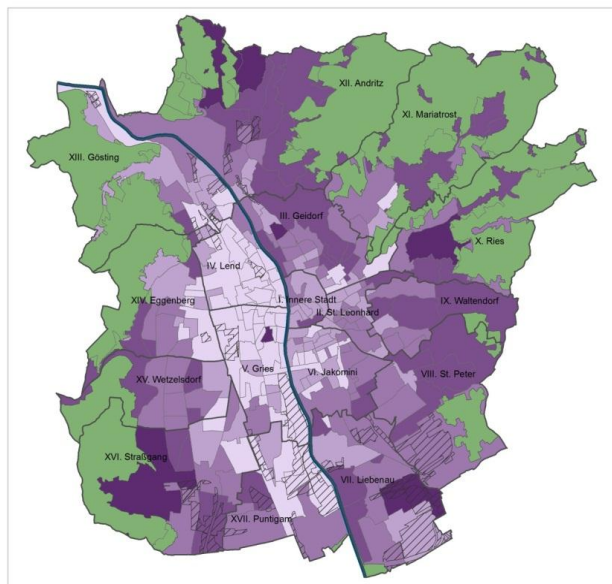 XII. Andritz
XI. Mariatrost
XIII. Gösting
III. Geidorf
X. Ries
IV. Lend
I. Innere Stadt
XIV. Eggenberg
IX. Waltendorf
II. St. Leonhard
V. Gries
VI. Jakomini
VIII. St. Peter
XV. Wetzelsdorf
XVI. Straßgang
VII. Liebenau
XVII. Puntigam